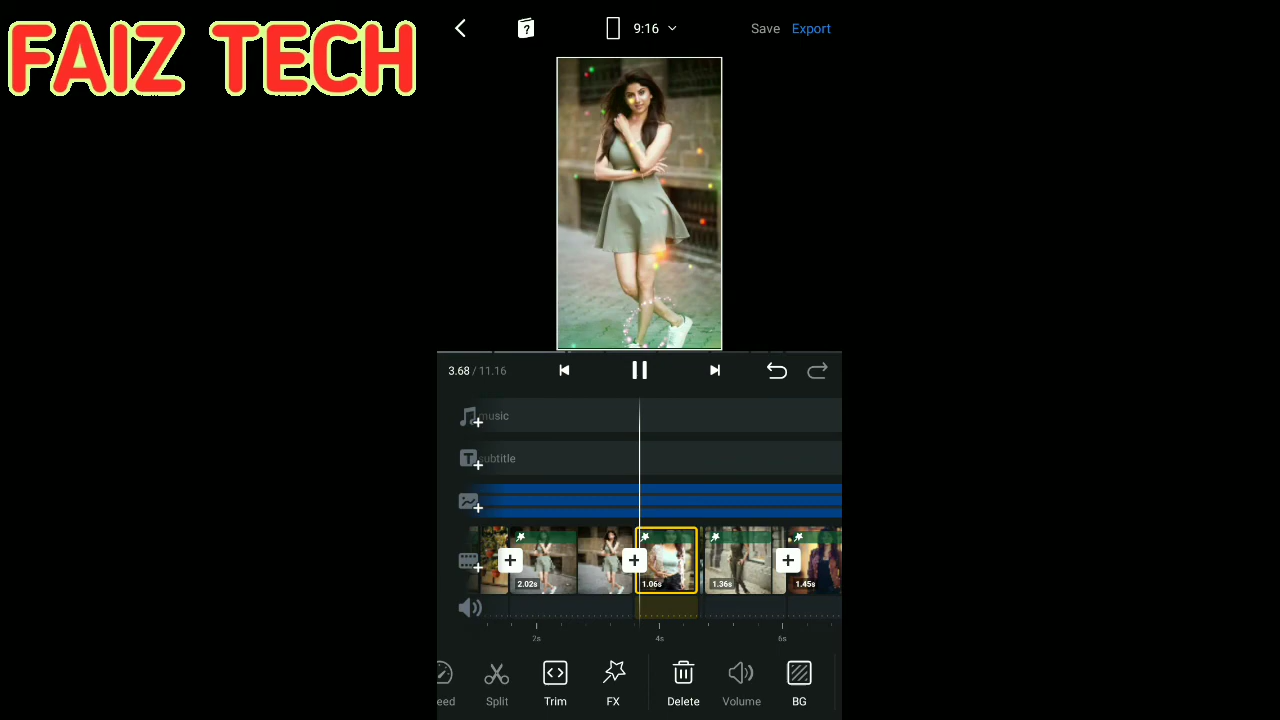 FAIZ TECH
?
9:16
Save Export
3.68 / 11.16
music
T subtitle
2.02s 1.06s 1.36s 1.45s
2s 4s 6s
eed Split Trim FX Delete Volume BG